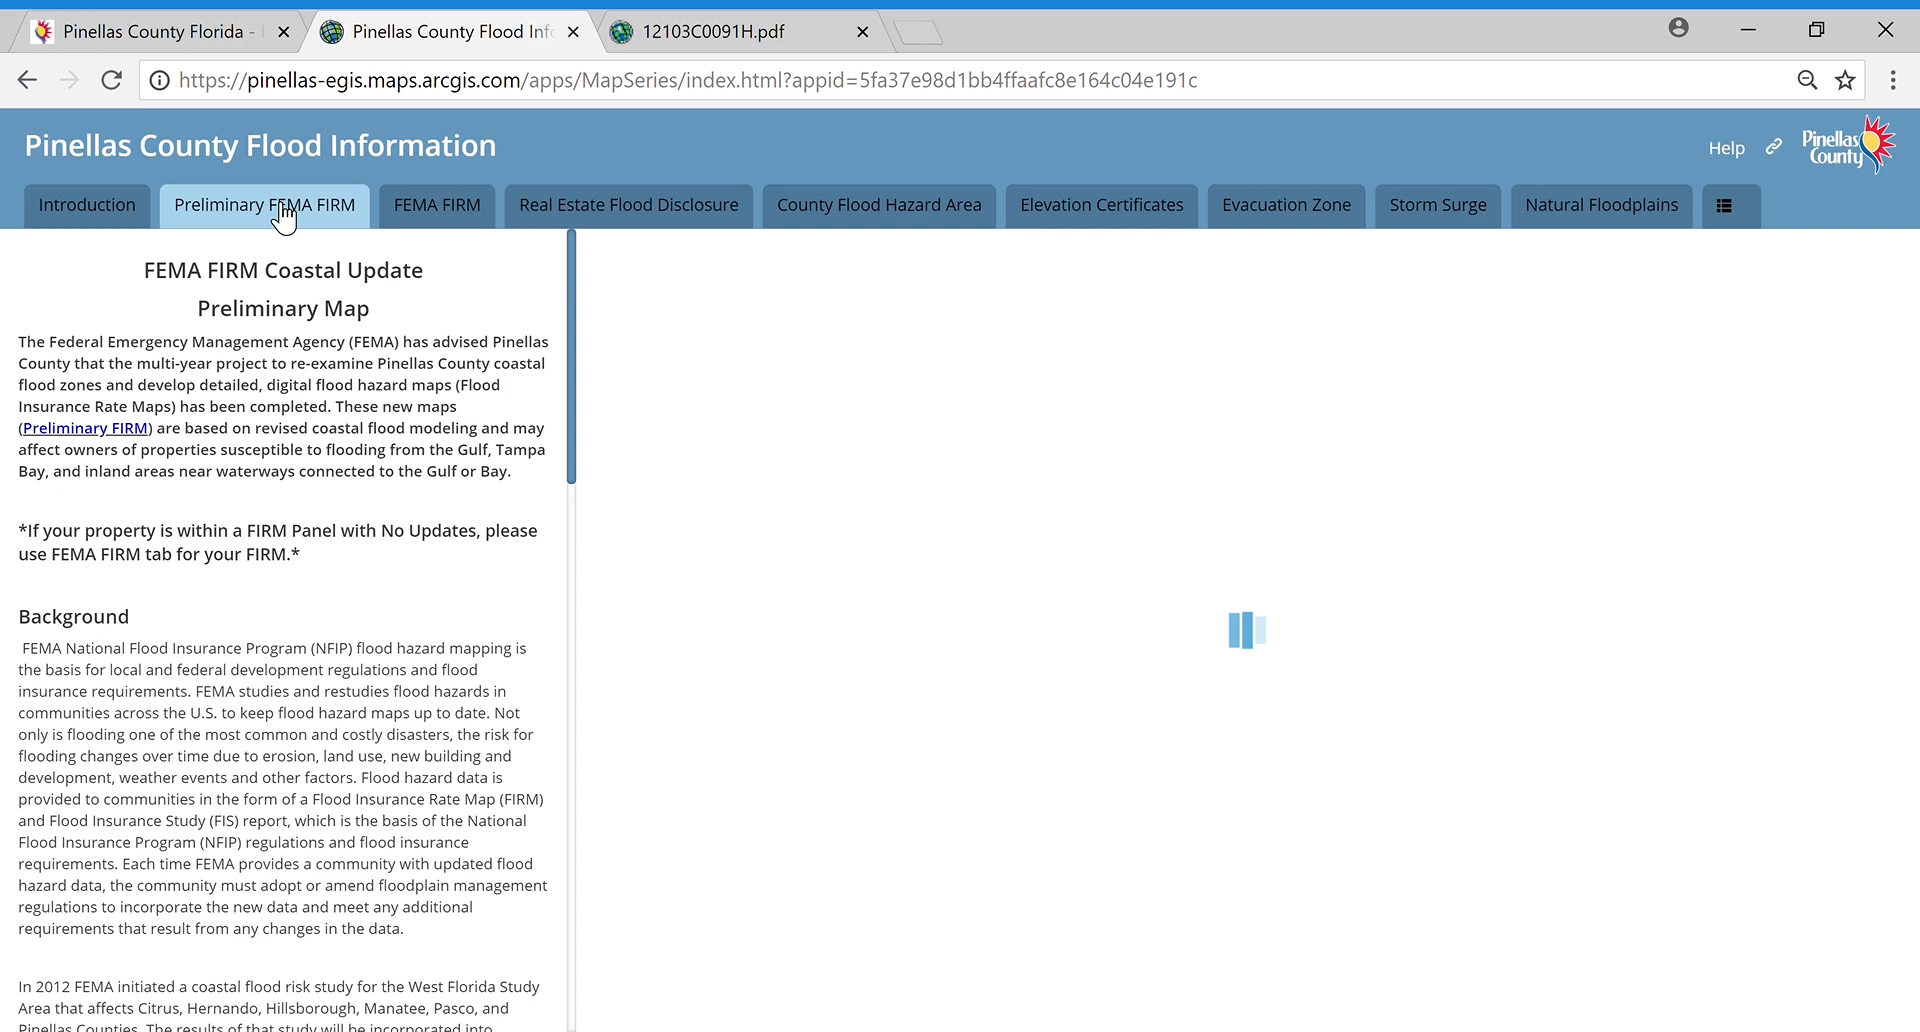 Pinellas County Florida -
Pinellas County Flood Inf
12103C0091H.pdf
https://pinellas-egis.maps.arcgis.com/apps/MapSeries/index.html?appid=5fa37e98d1bb4ffaafc8e164c04e191c
Pinellas County Flood Information
Help
Pinellas
County
Introduction
Preliminary FEMA FIRM
FEMA FIRM
Real Estate Flood Disclosure
County Flood Hazard Area
Elevation Certificates
Evacuation Zone
Storm Surge
Natural Floodplains
FEMA FIRM Coastal Update
Preliminary Map
The Federal Emergency Management Agency (FEMA) has advised Pinellas
County that the multi-year project to re-examine Pinellas County coastal
flood zones and develop detailed, digital flood hazard maps (Flood
Insurance Rate Maps) has been completed. These new maps
(Preliminary FIRM) are based on revised coastal flood modeling and may
affect owners of properties susceptible to flooding from the Gulf, Tampa
Bay, and inland areas near waterways connected to the Gulf or Bay.
*If your property is within a FIRM Panel with No Updates, please
use FEMA FIRM tab for your FIRM.*
Background
FEMA National Flood Insurance Program (NFIP) flood hazard mapping is
the basis for local and federal development regulations and flood
insurance requirements. FEMA studies and restudies flood hazards in
communities across the U.S. to keep flood hazard maps up to date. Not
only is flooding one of the most common and costly disasters, the risk for
flooding changes over time due to erosion, land use, new building and
development, weather events and other factors. Flood hazard data is
provided to communities in the form of a Flood Insurance Rate Map (FIRM)
and Flood Insurance Study (FIS) report, which is the basis of the National
Flood Insurance Program (NFIP) regulations and flood insurance
requirements. Each time FEMA provides a community with updated flood
hazard data, the community must adopt or amend floodplain management
regulations to incorporate the new data and meet any additional
requirements that result from any changes in the data.
In 2012 FEMA initiated a coastal flood risk study for the West Florida Study
Area that affects Citrus, Hernando, Hillsborough, Manatee, Pasco, and
Pinellas Counties. The results of that study will be incorporated into